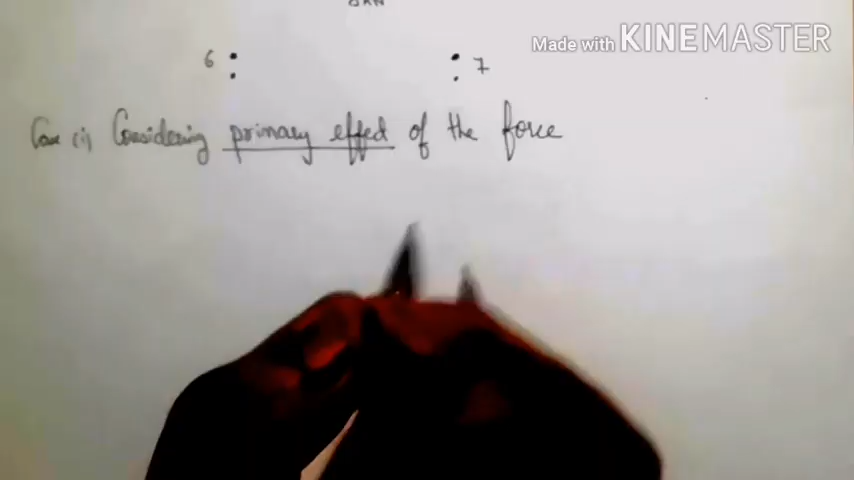 Made with KINEMASTER
6 : : 7
Case (i) Considering primary effect of the force